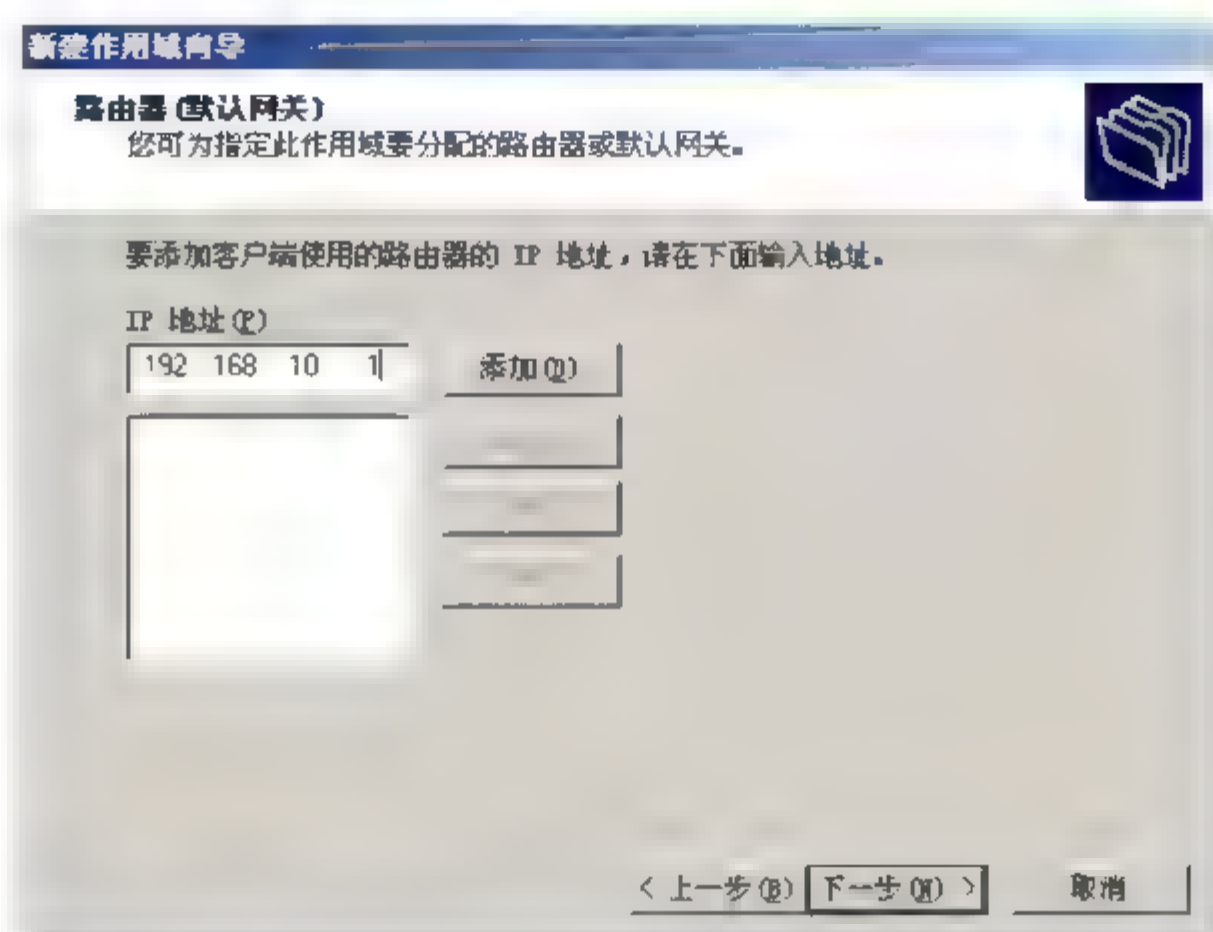 新建作用域向导
路由器(默认网关)
您可为指定此作用域要分配的路由器或默认网关。
要添加客户端使用的路由器的 IP 地址，请在下面输入地址。
IP 地址(P)
192 168 10 1
添加(D)
< 上一步(B)
下一步(N) >
取消